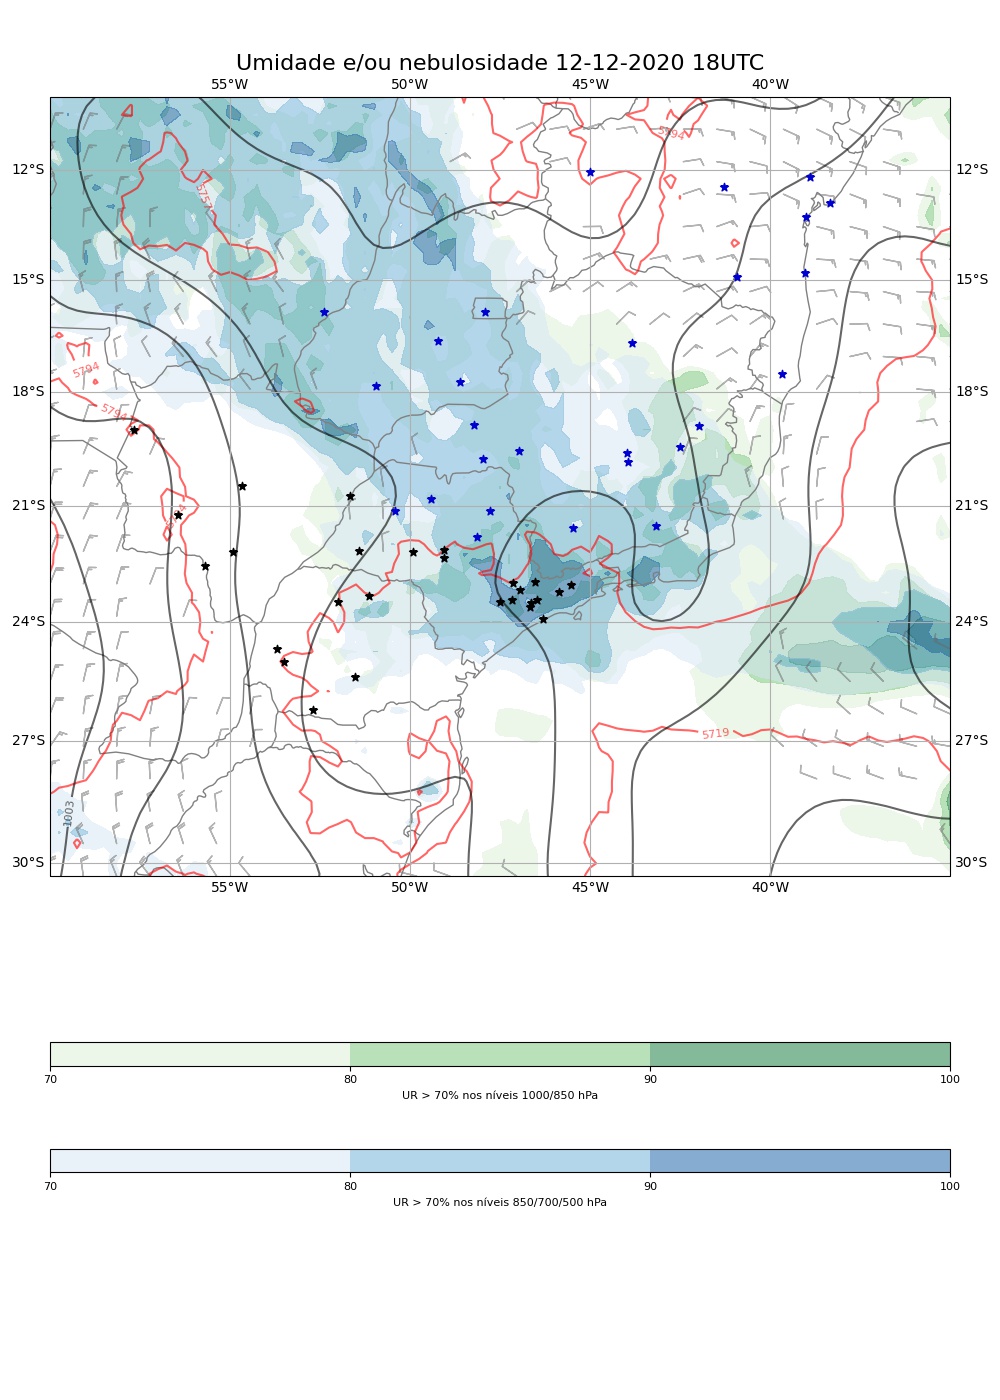 Umidade e/ou nebulosidade 12-12-2020 18UTC
55°W 50°W 45°W 40°W
5794
12°S 12°S
5757
15°S 15°S
5794
18°S 18°S
5794
21°S 21°S
24°S 24°S
5719
27°S 27°S
1003
30°S 30°S
55°W 50°W 45°W 40°W
70 80 90 100
UR > 70% nos níveis 1000/850 hPa
70 80 90 100
UR > 70% nos níveis 850/700/500 hPa